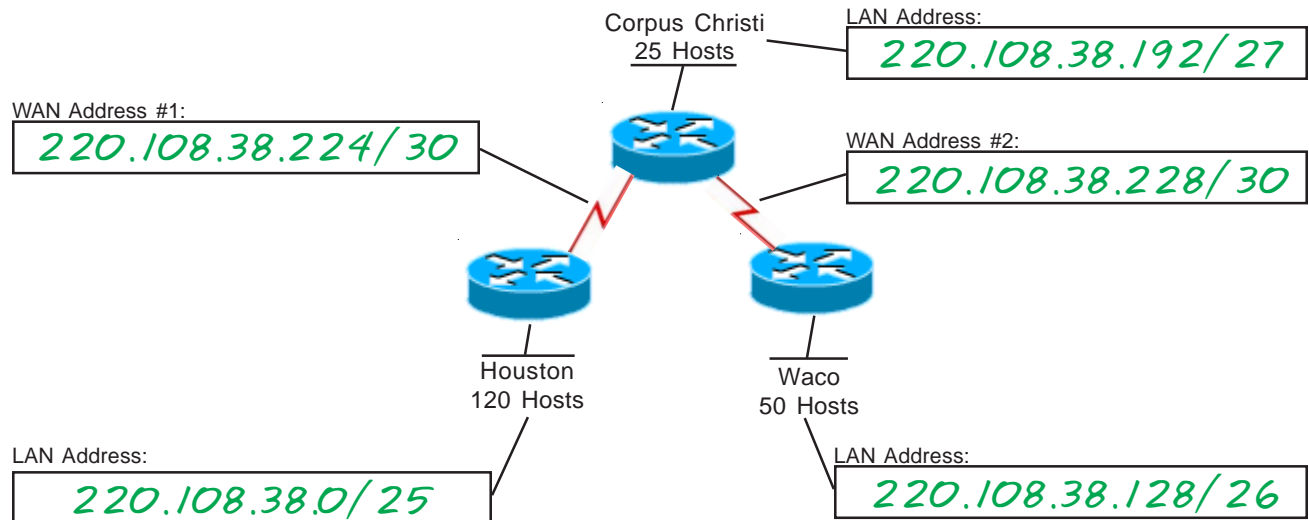 Corpus Christi
25 Hosts
LAN Address:
220.108.38.192/27
WAN Address #1:
220.108.38.224/30
WAN Address #2:
220.108.38.228/30
Houston
120 Hosts
Waco
50 Hosts
LAN Address:
220.108.38.0/25
LAN Address:
220.108.38.128/26